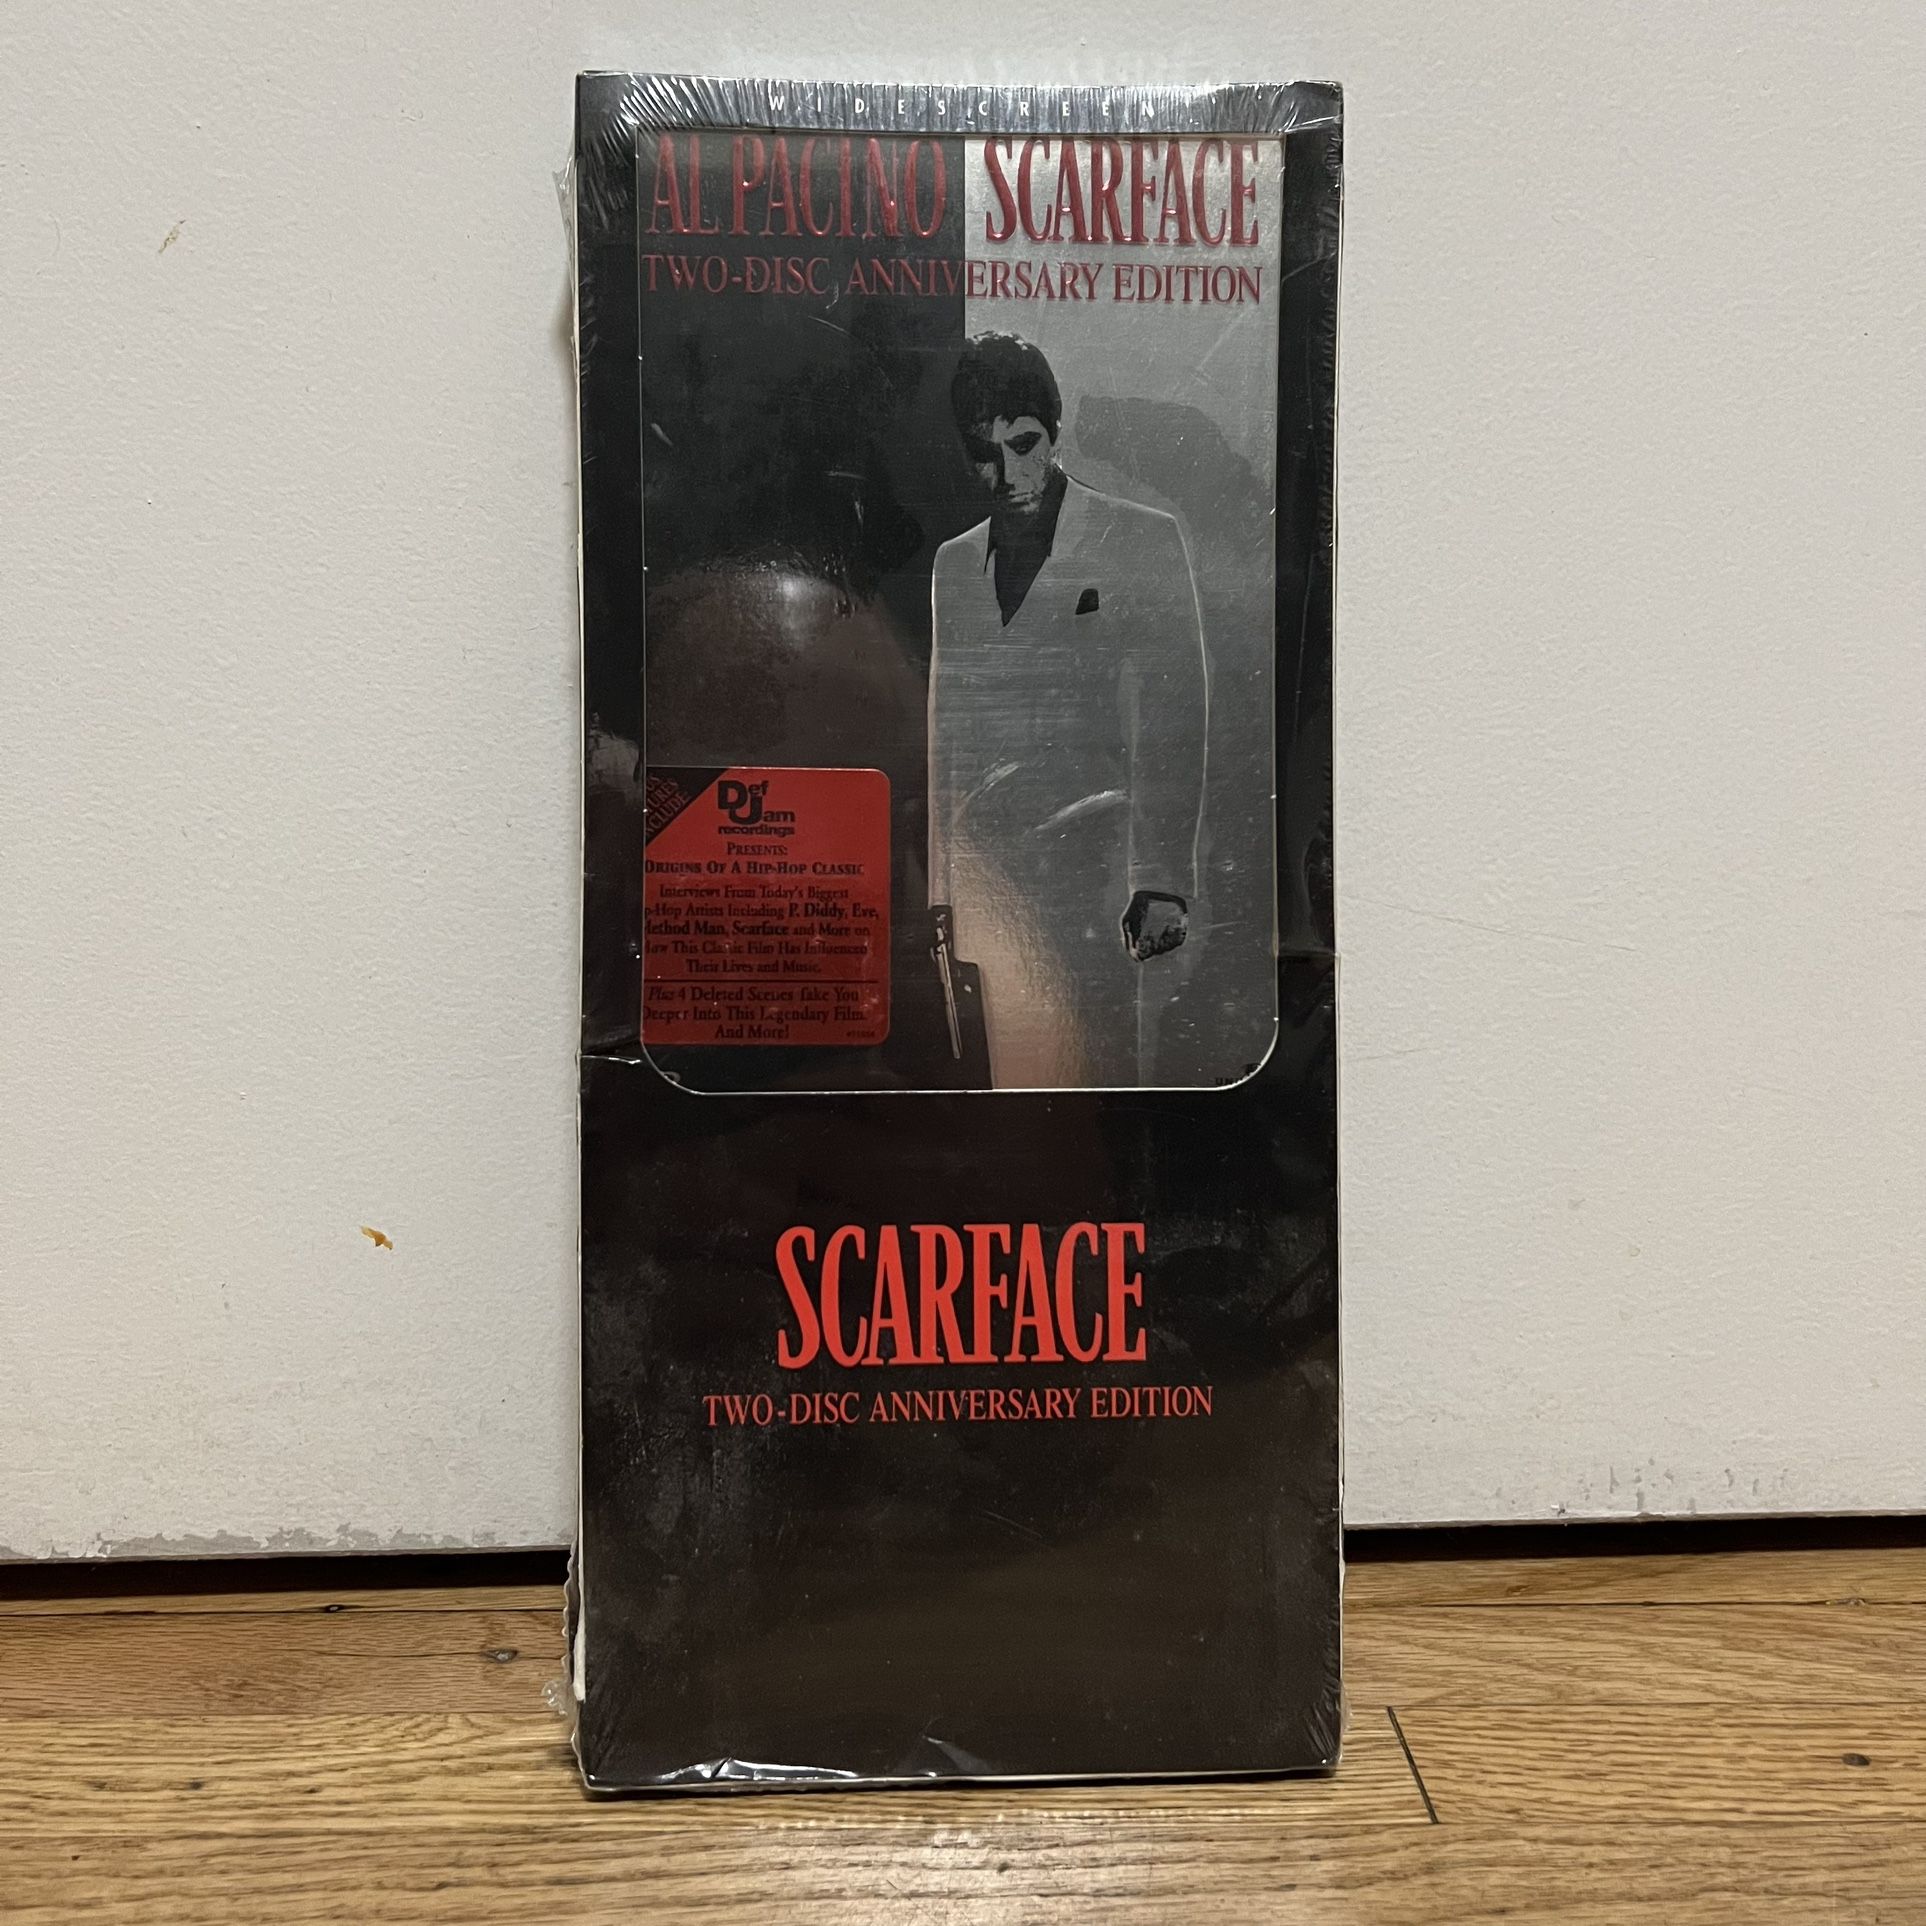 WIDESCREEN
AL PACINO SCARFACE
TWO-DISC ANNIVERSARY EDITION
NCLUDE
Def
Jam
recordings
PRESENTS:
ORIGINS OF A HIP-HOP CLASSIC
Interviews From Today's Biggest
p-Hop Artists Including P. Diddy, Eve,
Method Man, Scarface and More on
How This Classic Film Has Influenced
Their Lives and Music.
Plus 4 Deleted Scenes Take You
Deeper Into This Legendary Film
And More!
SCARFACE
TWO-DISC ANNIVERSARY EDITION